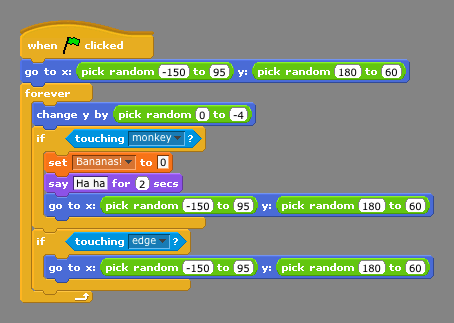 when clicked
go to x: pick random -150 to 95 y: pick random 180 to 60
forever
change y by pick random 0 to -4
if touching monkey ?
set Bananas! to 0
say Ha ha for 2 secs
go to x: pick random -150 to 95 y: pick random 180 to 60
if touching edge ?
go to x: pick random -150 to 95 y: pick random 180 to 60